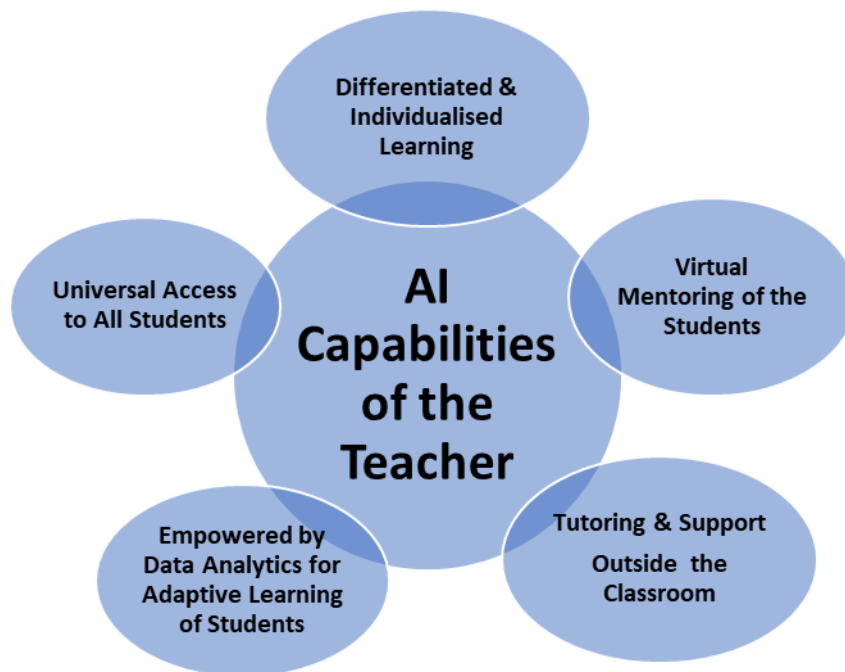 Differentiated &
Individualised
Learning
Universal Access
to All Students
AI
Capabilities
of the
Teacher
Virtual
Mentoring of the
Students
Empowered by
Data Analytics for
Adaptive Learning
of Students
Tutoring & Support
Outside the
Classroom